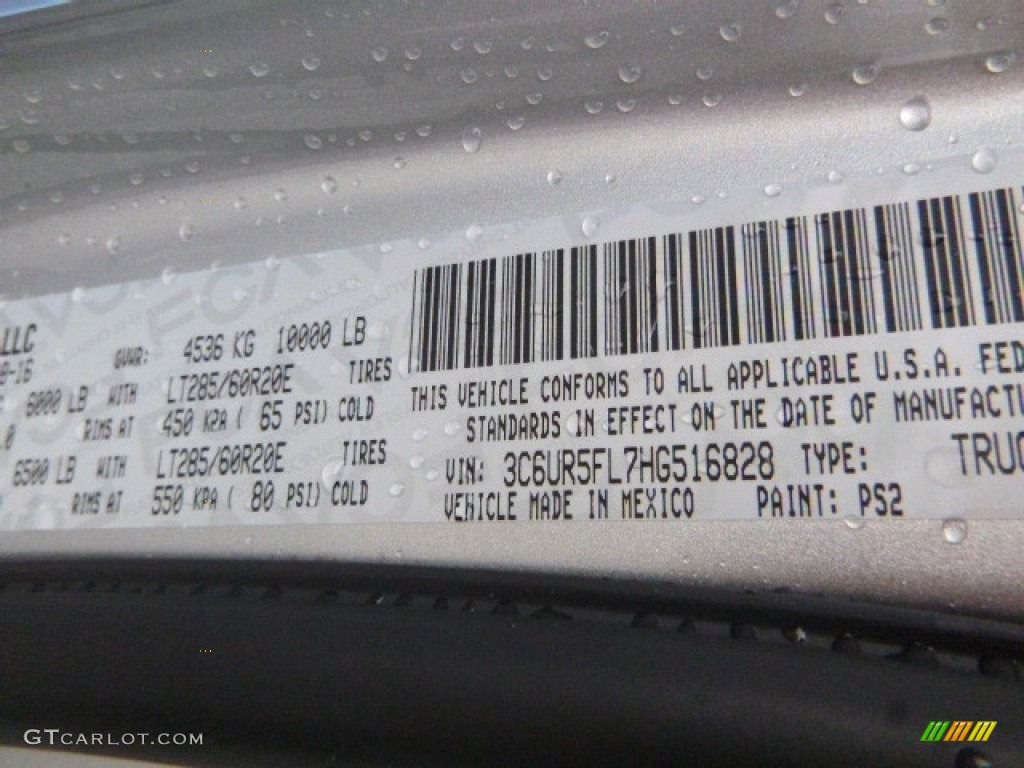 LLC
-16 GVWR: 4536 KG 10000 LB
6000 LB WITH LT285/60R20E TIRES
.0 RIMS AT 450 KPA ( 65 PSI) COLD
6500 LB WITH LT285/60R20E TIRES
RIMS AT 550 KPA ( 80 PSI) COLD
THIS VEHICLE CONFORMS TO ALL APPLICABLE U.S.A. FED
STANDARDS IN EFFECT ON THE DATE OF MANUFACTU
VIN: 3C6UR5FL7HG516828 TYPE: TRUC
VEHICLE MADE IN MEXICO PAINT: PS2
GTCARLOT.COM